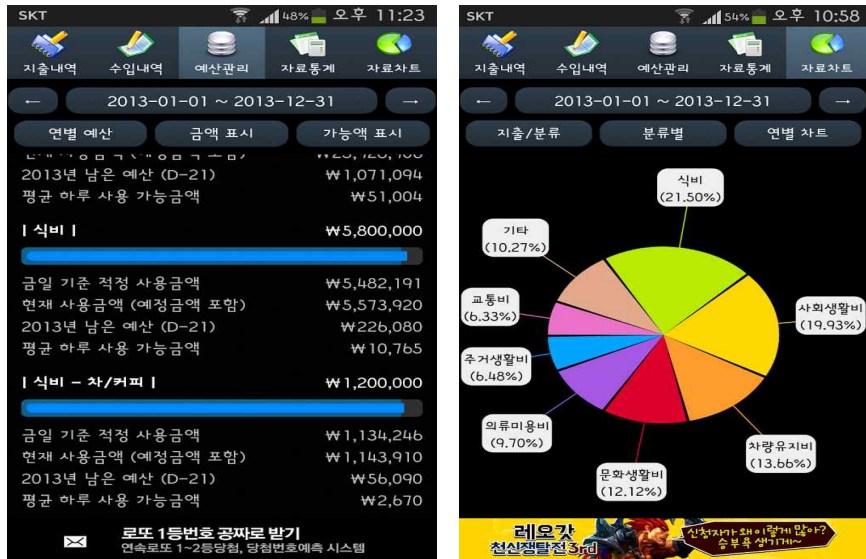 SKT 48% 오후 11:23
지출내역 수입내역 예산관리 자료통계 자료차트
← 2013-01-01 ~ 2013-12-31 →
연별 예산 금액 표시 가능액 표시
2013년 남은 예산 (D-21) ₩1,071,094
평균 하루 사용 가능금액 ₩51,004
| 식비 | ₩5,800,000
금일 기준 적정 사용금액 ₩5,482,191
현재 사용금액 (예정금액 포함) ₩5,573,920
2013년 남은 예산 (D-21) ₩226,080
평균 하루 사용 가능금액 ₩10,765
| 식비 - 차/커피 | ₩1,200,000
금일 기준 적정 사용금액 ₩1,134,246
현재 사용금액 (예정금액 포함) ₩1,143,910
2013년 남은 예산 (D-21) ₩56,090
평균 하루 사용 가능금액 ₩2,670
로또 1등번호 공짜로 받기
연속로또 1~2등당첨, 당첨번호예측 시스템
SKT 54% 오후 10:58
지출내역 수입내역 예산관리 자료통계 자료차트
← 2013-01-01 ~ 2013-12-31 →
지출/분류 분류별 연별 차트
식비
(21.50%)
기타
(10.27%)
교통비
(6.33%)
사회생활비
(19.93%)
주거생활비
(6.48%)
의류미용비
(9.70%)
차량유지비
(13.66%)
문화생활비
(12.12%)
레오갓
3rd
신청자가 왜 이렇게 많아?
승부욕 생기게~